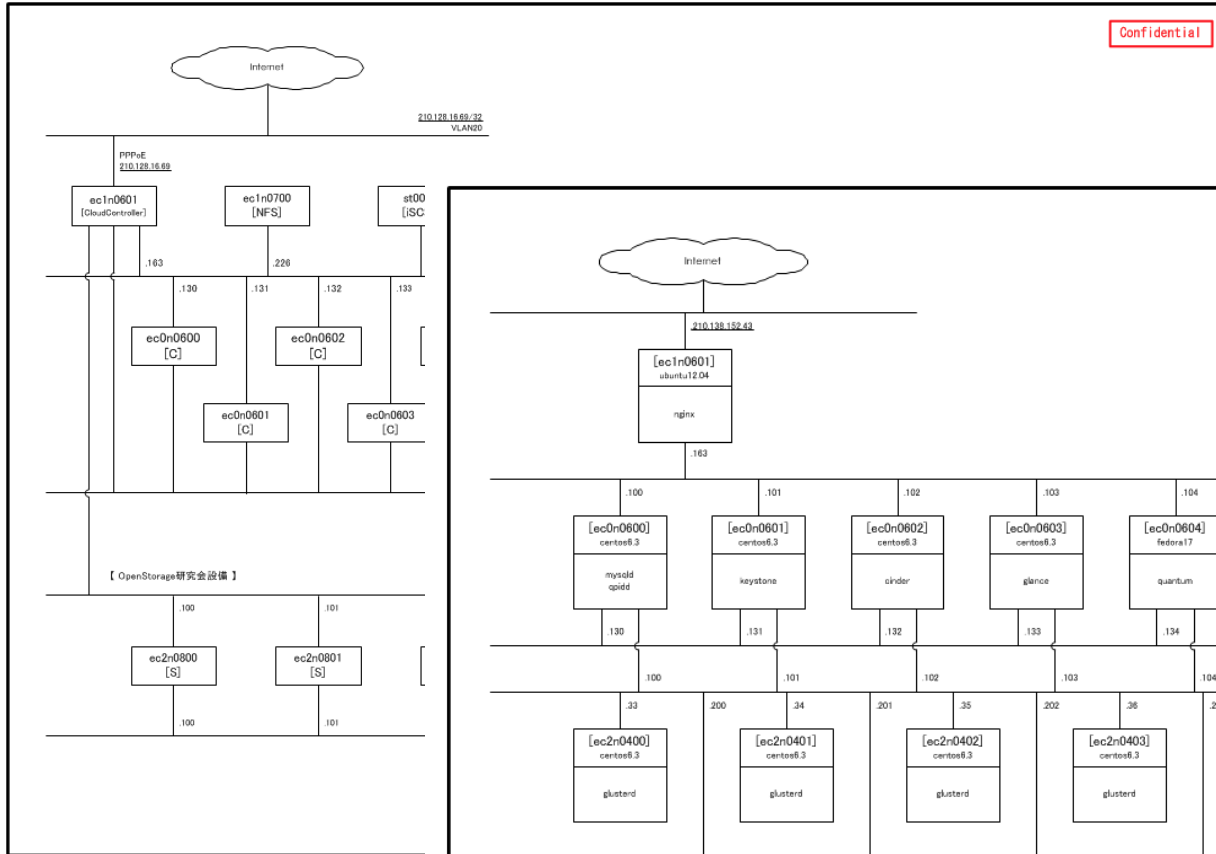 Confidential
Internet
210.128.16.69/32
VLAN20
PPPoE
210.128.16.69
ec1n0601
[CloudController]
ec1n0700
[NFS]
st00
[iSC
.163
.226
.130
.131
.132
.133
ec0n0600
[C]
ec0n0602
[C]
ec0n0601
[C]
ec0n0603
[C]
【 OpenStorage研究会設備 】
.100
.101
ec2n0800
[S]
ec2n0801
[S]
.100
.101
Internet
210.138.152.43
[ec1n0601]
ubuntu12.04
nginx
.163
.100
.101
.102
.103
.104
[ec0n0600]
centos6.3
mysqld
qpidd
[ec0n0601]
centos6.3
keystone
[ec0n0602]
centos6.3
cinder
[ec0n0603]
centos6.3
glance
[ec0n0604]
fedora17
quantum
.130
.131
.132
.133
.134
.100
.101
.102
.103
.104
.33
.200
.34
.201
.35
.202
.36
.2
[ec2n0400]
centos6.3
glusterd
[ec2n0401]
centos6.3
glusterd
[ec2n0402]
centos6.3
glusterd
[ec2n0403]
centos6.3
glusterd